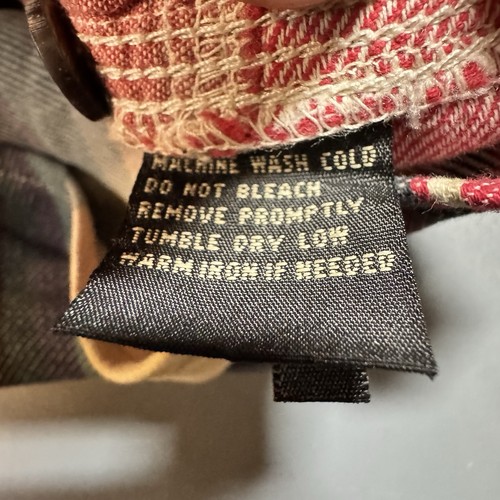 MACHINE WASH COLD
DO NOT BLEACH
REMOVE PROMPTLY
TUMBLE DRY LOW
WARM IRON IF NEEDED